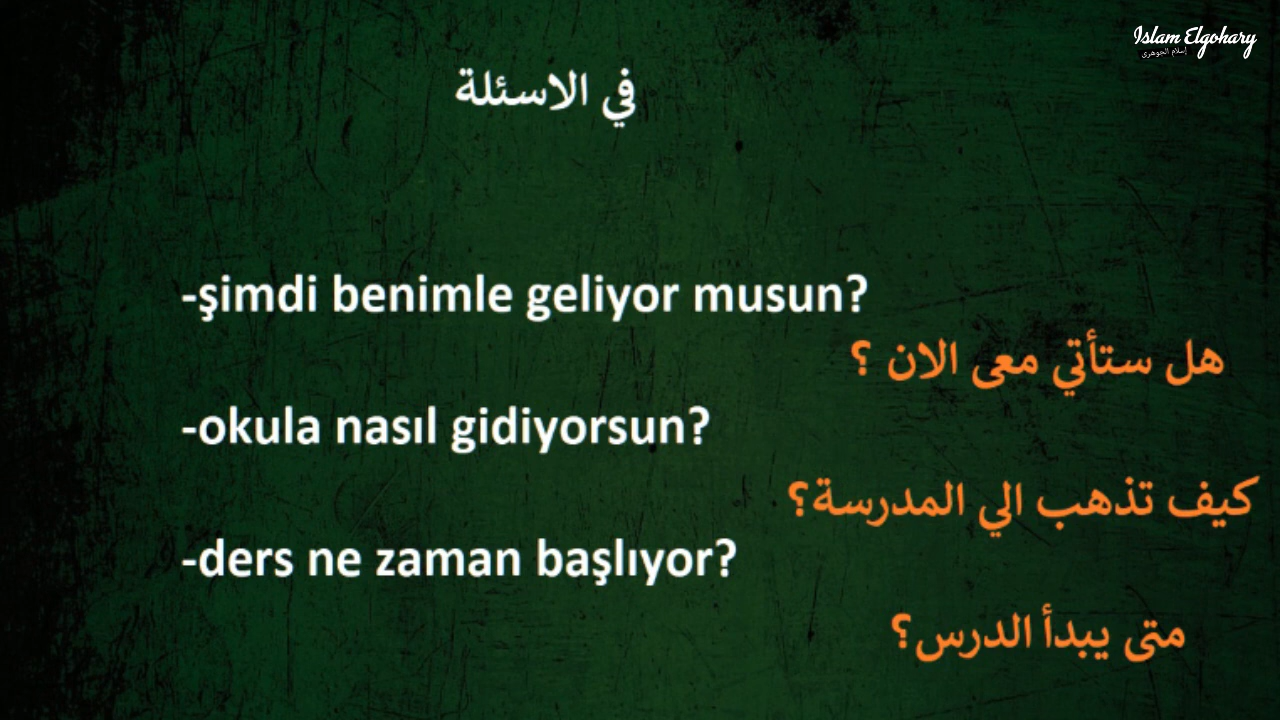 Islam Elgohary
إسلام الجوهري
في الاسئلة
-şimdi benimle geliyor musun?
هل ستأتي معى الان ؟
-okula nasıl gidiyorsun?
كيف تذهب الي المدرسة؟
-ders ne zaman başlıyor?
متى يبدأ الدرس؟